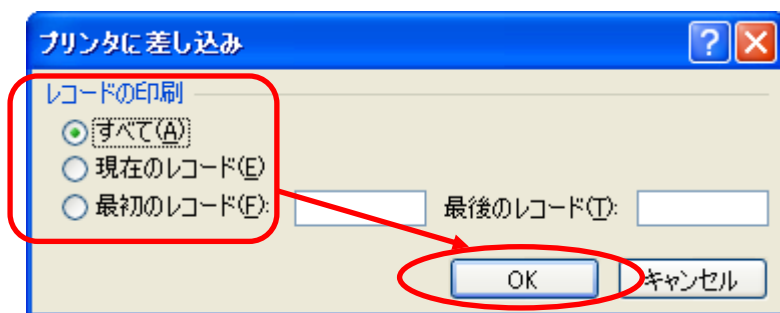 プリンタに差し込み
レコードの印刷
すべて(A)
現在のレコード(E)
最初のレコード(F): 最後のレコード(T):
OK キャンセル